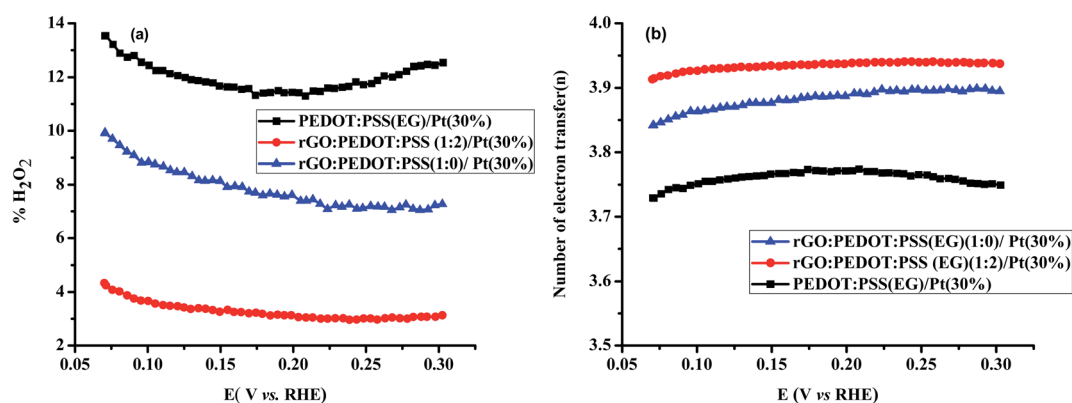 (a)
14
12
10
8
6
4
2
% H2O2
PEDOT:PSS(EG)/Pt(30%)
rGO:PEDOT:PSS (1:2)/Pt(30%)
rGO:PEDOT:PSS(1:0)/ Pt(30%)
0.05 0.10 0.15 0.20 0.25 0.30
E( V vs. RHE)
(b)
4.0
3.9
3.8
3.7
3.6
3.5
Number of electron transfer(n)
rGO:PEDOT:PSS(EG)(1:0)/ Pt(30%)
rGO:PEDOT:PSS (EG)(1:2)/Pt(30%)
PEDOT:PSS(EG)/Pt(30%)
0.05 0.10 0.15 0.20 0.25 0.30
E (V vs RHE)